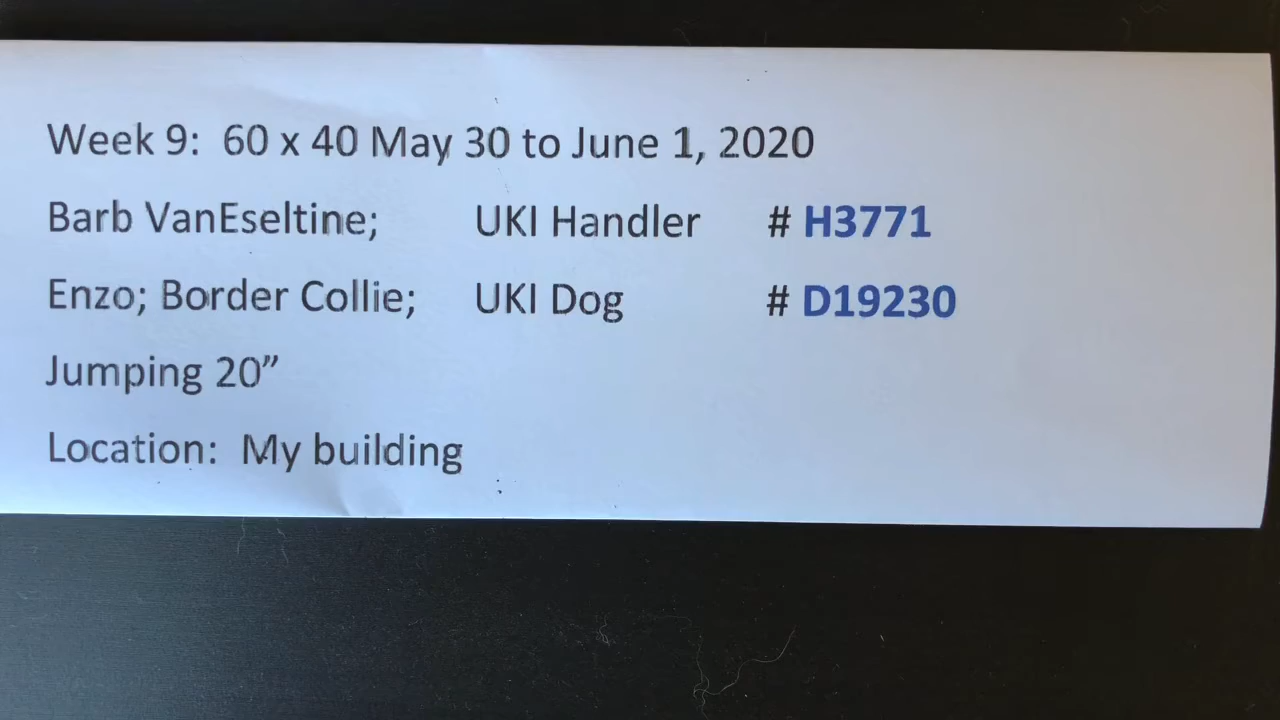 Week 9: 60 x 40 May 30 to June 1, 2020
Barb VanEseltine; UKI Handler # H3771
Enzo; Border Collie; UKI Dog # D19230
Jumping 20”
Location: My building